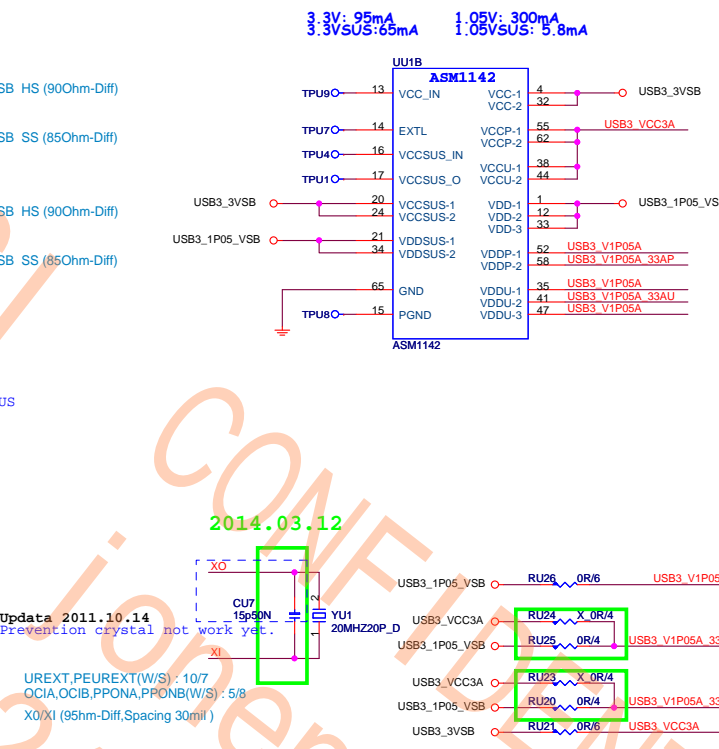 3.3V: 95mA 1.05V: 300mA
3.3VSUS:65mA 1.05VSUS: 5.8mA
UU1B
ASM1142
SB HS (90Ohm-Diff)
SB SS (85Ohm-Diff)
SB HS (90Ohm-Diff)
SB SS (85Ohm-Diff)
TPU9 13 VCC_IN VCC-1 4 USB3_3VSB
VCC-2 32
TPU7 14 EXTL VCCP-1 55 USB3_VCC3A
VCCP-2 62
TPU4 16 VCCSUS_IN
VCCU-1 38
TPU1 17 VCCSUS_O VCCU-2 44
USB3_3VSB 20 VCCSUS-1 VDD-1 1 USB3_1P05_VS
24 VCCSUS-2 VDD-2 12
VDD-3 33
USB3_1P05_VSB 21 VDDSUS-1
34 VDDSUS-2 VDDP-1 52 USB3_V1P05A
VDDP-2 58 USB3_V1P05A_33AP
65 GND VDDU-1 35 USB3_V1P05A
VDDU-2 41 USB3_V1P05A_33AU
TPU8 15 PGND VDDU-3 47 USB3_V1P05A
ASM1142
US
CONFIDENT
jonen
2014.03.12
XO
CU7
15p50N
2
1
YU1
20MHZ20P_D
XI
Updata 2011.10.14
Prevention crystal not work yet.
UREXT,PEUREXT(W/S) : 10/7
OCIA,OCIB,PPONA,PPONB(W/S) : 5/8
X0/XI (95hm-Diff,Spacing 30mil )
USB3_1P05_VSB RU26 0R/6 USB3_V1P05
USB3_VCC3A RU24 X_0R/4
USB3_1P05_VSB RU25 0R/4 USB3_V1P05A_33
USB3_VCC3A RU23 X_0R/4
USB3_1P05_VSB RU20 0R/4 USB3_V1P05A_33
USB3_3VSB RU21 0R/6 USB3_VCC3A